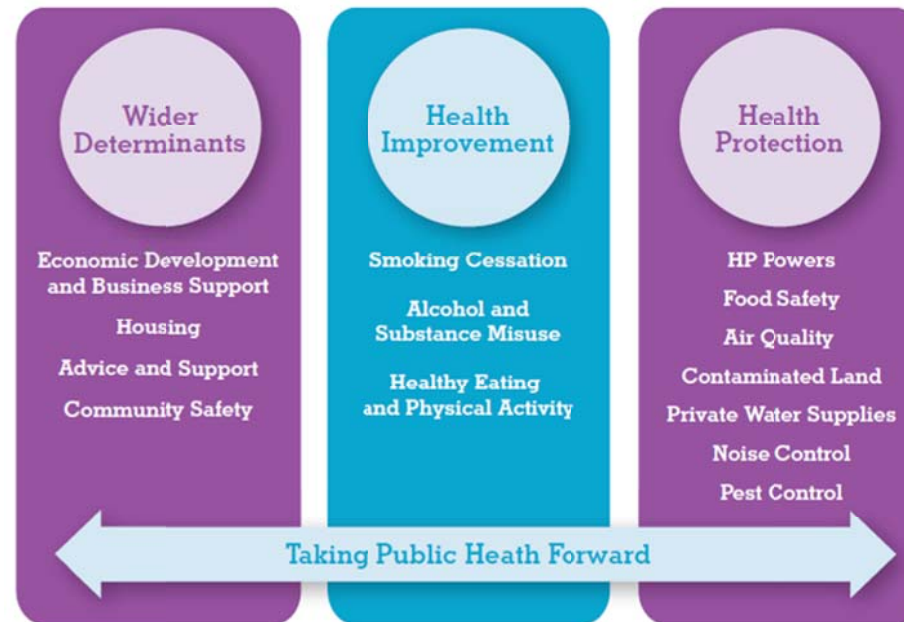 Wider
Determinants
Economic Development
and Business Support
Housing
Advice and Support
Community Safety
Health
Improvement
Smoking Cessation
Alcohol and
Substance Misuse
Healthy Eating
and Physical Activity
Health
Protection
HP Powers
Food Safety
Air Quality
Contaminated Land
Private Water Supplies
Noise Control
Pest Control
Taking Public Heath Forward